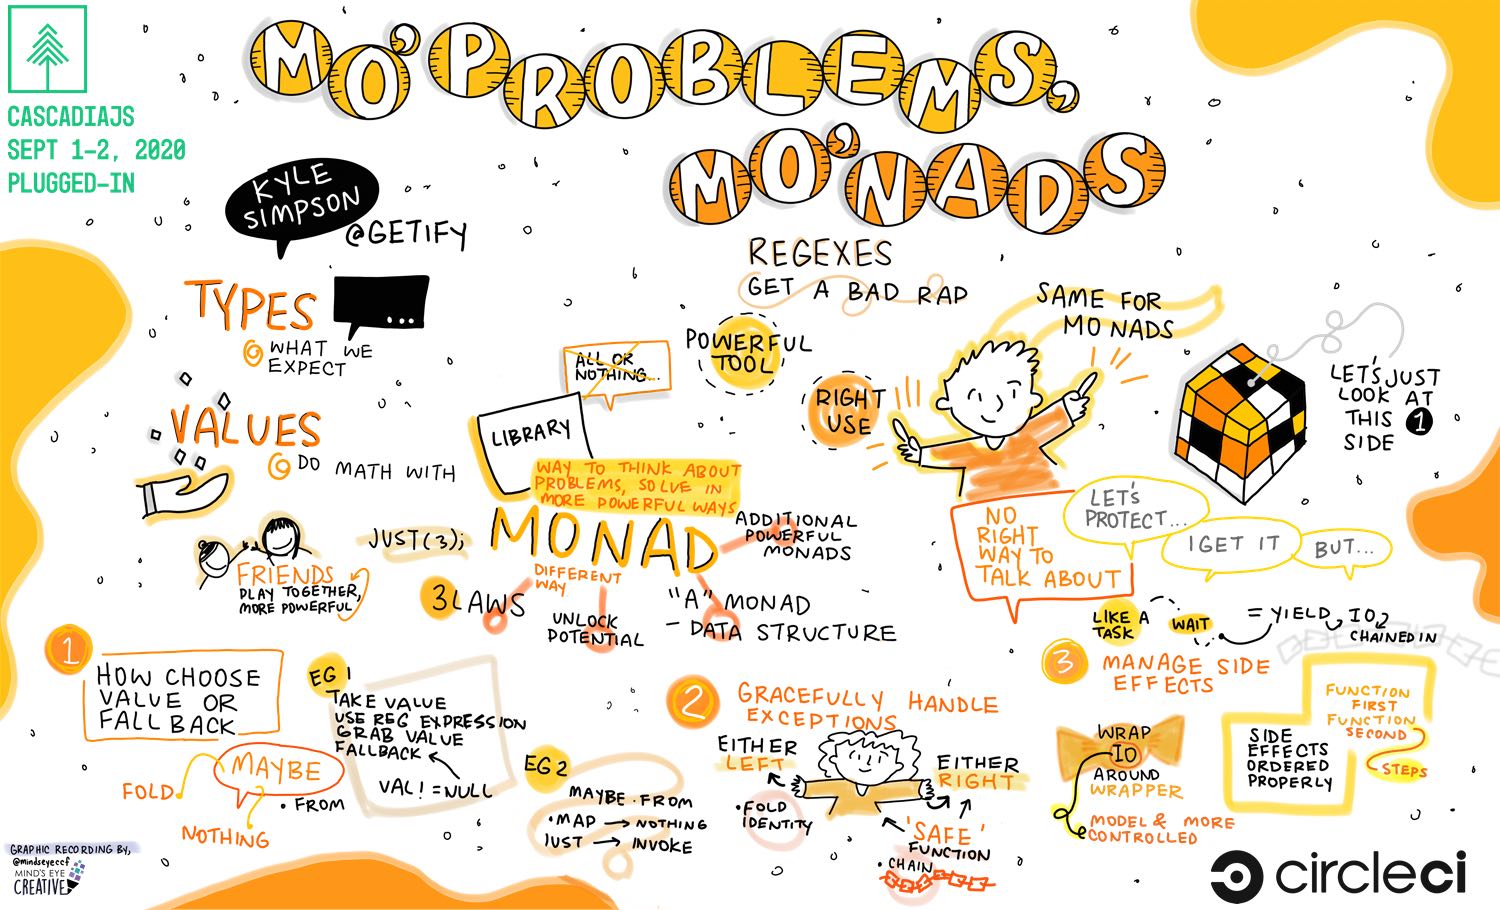 MO' PROBLEMS,
MO' NADS
CASCADIAJS
SEPT 1-2, 2020
PLUGGED-IN
KYLE
SIMPSON
@GETIFY
TYPES
WHAT WE
EXPECT
VALUES
DO MATH WITH
FRIENDS
PLAY TOGETHER,
MORE POWERFUL
JUST(3);
ALL OR
NOTHING...
LIBRARY
WAY TO THINK ABOUT
PROBLEMS, SOLVE IN
MORE POWERFUL WAYS
MONAD
DIFFERENT
WAY
3 LAWS
UNLOCK
POTENTIAL
"A" MONAD
- DATA STRUCTURE
ADDITIONAL
POWERFUL
MONADS
REGEXES
GET A BAD RAP
POWERFUL
TOOL
RIGHT
USE
SAME FOR
MONADS
LET'S JUST
LOOK AT
THIS 1
SIDE
NO
RIGHT
WAY TO
TALK ABOUT
LET'S
PROTECT...
I GET IT
BUT...
1
HOW CHOOSE
VALUE OR
FALL BACK
MAYBE
FOLD
• FROM
NOTHING
EG 1
TAKE VALUE
USE REG EXPRESSION
GRAB VALUE
FALLBACK
VAL! = NULL
EG 2
MAYBE • FROM
• MAP → NOTHING
JUST → INVOKE
2
GRACEFULLY HANDLE
EXCEPTIONS
EITHER
LEFT
• FOLD
IDENTITY
EITHER
RIGHT
'SAFE'
FUNCTION
• CHAIN
3
MANAGE SIDE
EFFECTS
LIKE A
TASK
WAIT
= YIELD IO
CHAINED IN
WRAP
IO
AROUND
WRAPPER
MODEL & MORE
CONTROLLED
SIDE
EFFECTS
ORDERED
PROPERLY
FUNCTION
FIRST
FUNCTION
SECOND
STEPS
GRAPHIC RECORDING BY,
@mindseyeccf
MIND'S EYE
CREATIVE
circleci